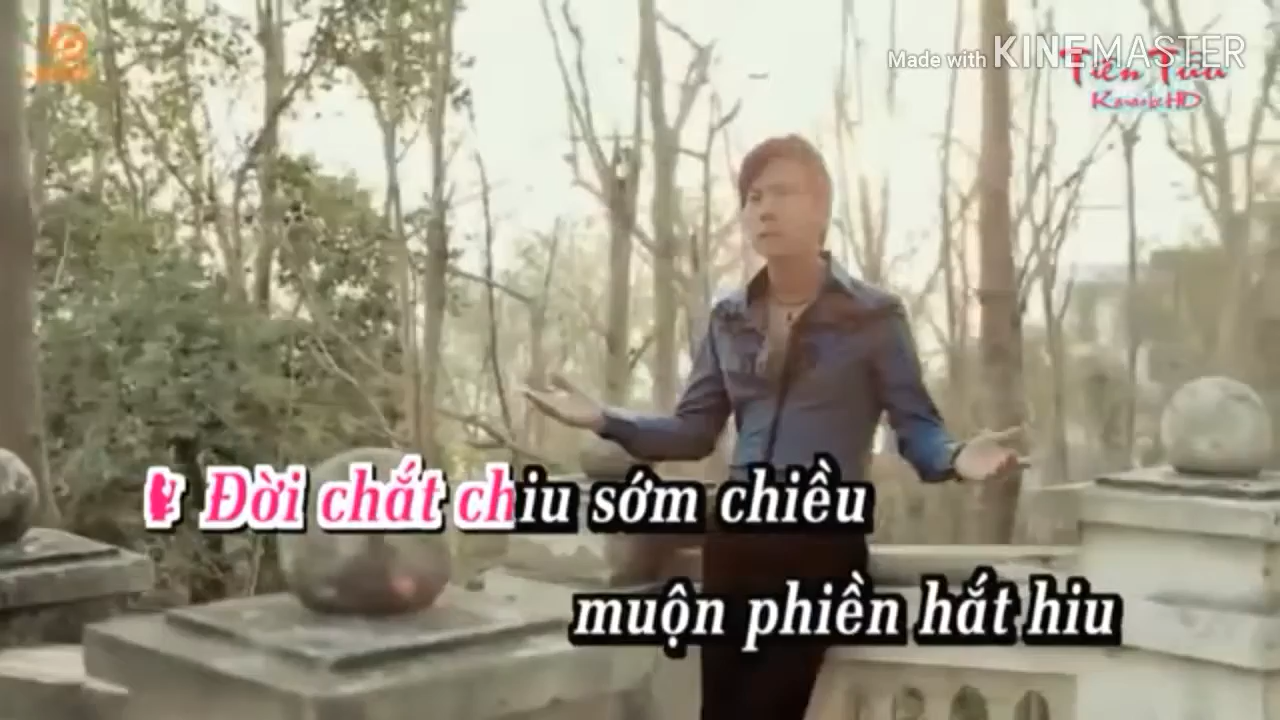 Made with KINEMASTER
Tiến Tửu
Karaoke HD
Đời chắt chiu sớm chiều
muộn phiền hắt hiu